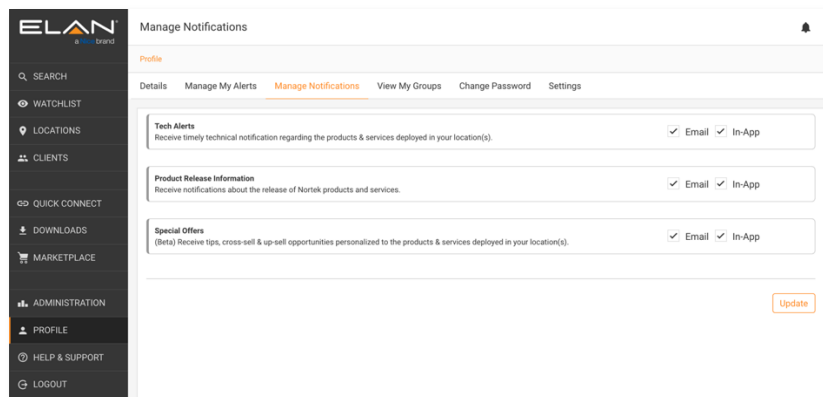 ELAN
a brand
Manage Notifications
Profile
SEARCH
WATCHLIST
LOCATIONS
CLIENTS
QUICK CONNECT
DOWNLOADS
MARKETPLACE
ADMINISTRATION
PROFILE
HELP & SUPPORT
LOGOUT
Details Manage My Alerts Manage Notifications View My Groups Change Password Settings
Tech Alerts
Receive timely technical notification regarding the products & services deployed in your location(s).
Email In-App
Product Release Information
Receive notifications about the release of Nortek products and services.
Email In-App
Special Offers
(Beta) Receive tips, cross-sell & up-sell opportunities personalized to the products & services deployed in your location(s).
Email In-App
Update